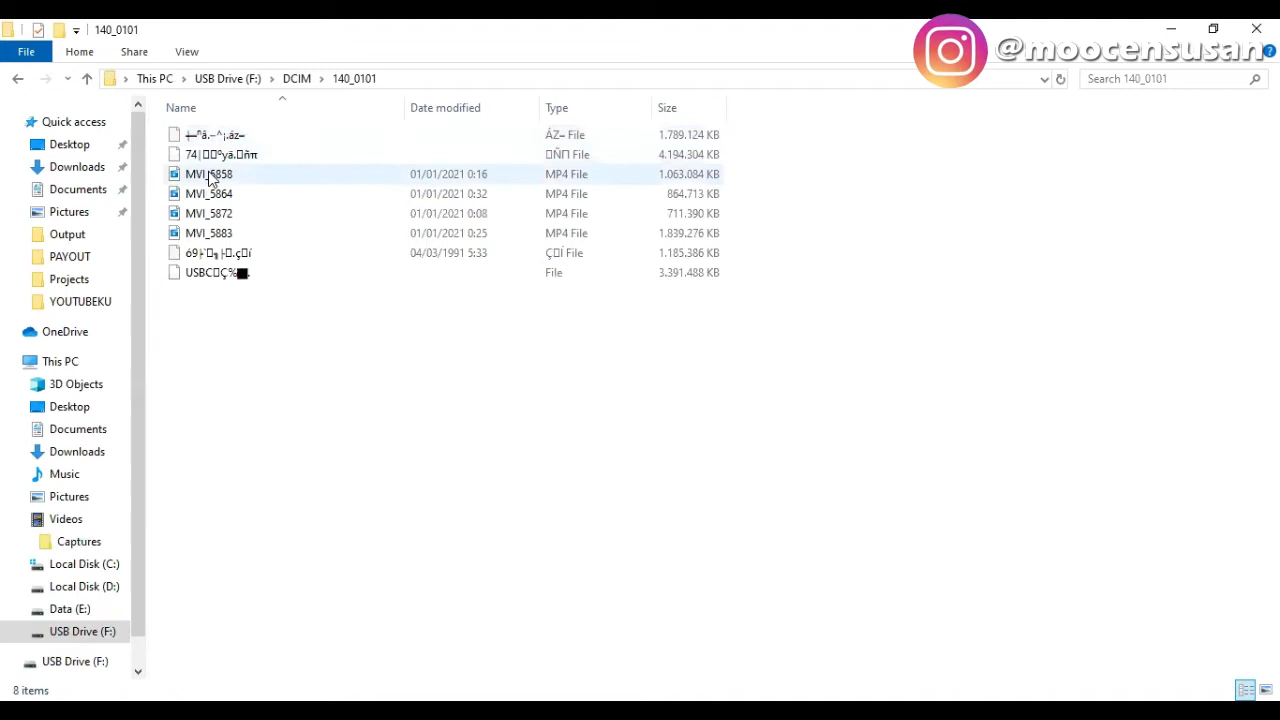 140_0101
@moocensusan
File Home Share View
This PC USB Drive (F:) DCIM 140_0101
Search 140_0101
Name Date modified Type Size
ÁZ– File 1.789.124 KB
File 4.194.304 KB
MVI_5858 01/01/2021 0:16 MP4 File 1.063.084 KB
MVI_5864 01/01/2021 0:32 MP4 File 864.713 KB
MVI_5872 01/01/2021 0:08 MP4 File 711.390 KB
MVI_5883 01/01/2021 0:25 MP4 File 1.839.276 KB
04/03/1991 5:33 File 1.185.386 KB
File 3.391.488 KB
Quick access
Desktop
Downloads
Documents
Pictures
Output
PAYOUT
Projects
YOUTUBEKU
OneDrive
This PC
3D Objects
Desktop
Documents
Downloads
Music
Pictures
Videos
Captures
Local Disk (C:)
Local Disk (D:)
Data (E:)
USB Drive (F:)
USB Drive (F:)
8 items